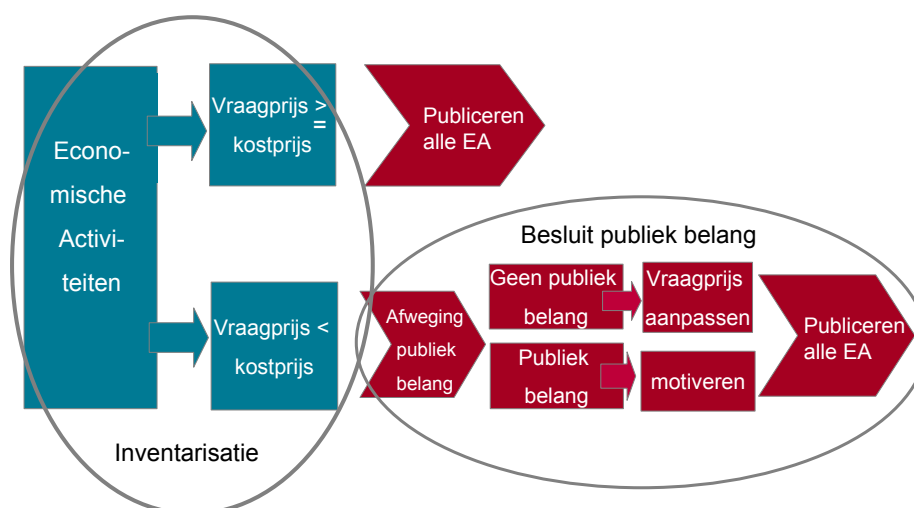 Econo-
mische
Activi-
teiten
Vraagprijs >
=
kostprijs
Publiceren
alle EA
Vraagprijs <
kostprijs
Inventarisatie
Besluit publiek belang
Afweging
publiek
belang
Geen publiek
belang
Vraagprijs
aanpassen
Publiek
belang
motiveren
Publiceren
alle EA